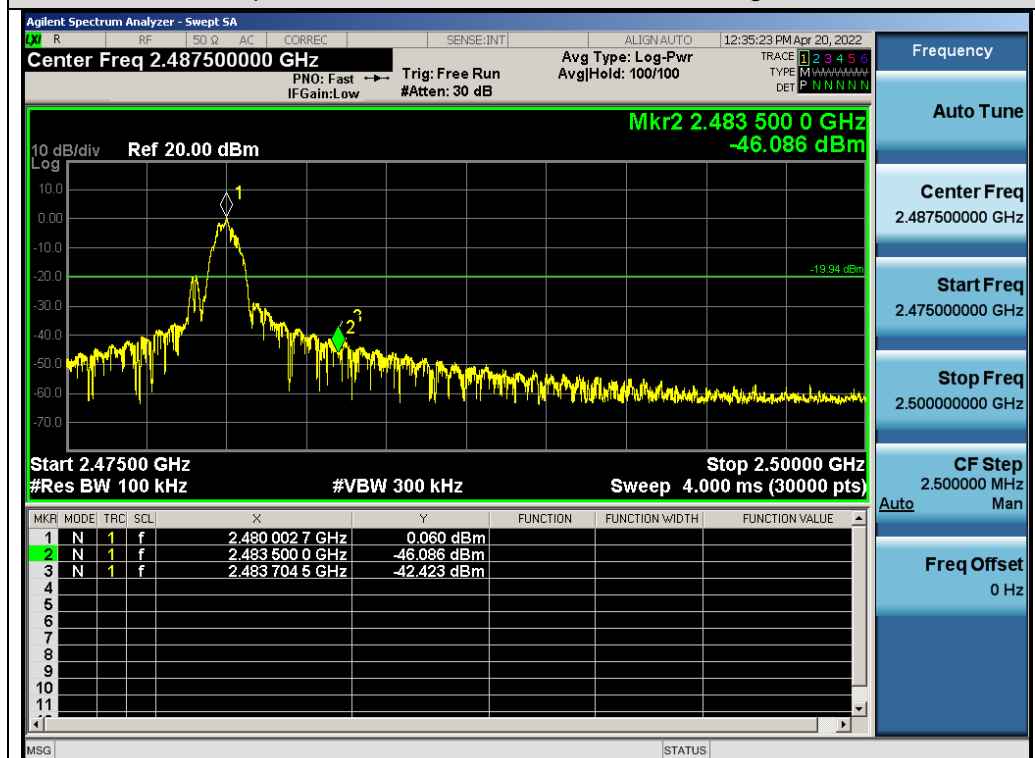 Agilent Spectrum Analyzer - Swept SA
LXI R RF 50 Ω AC CORREC SENSE:INT ALIGN AUTO 12:35:23 PM Apr 20, 2022
Center Freq 2.487500000 GHz
PNO: Fast
IFGain:Low
Trig: Free Run
#Atten: 30 dB
Avg Type: Log-Pwr
Avg|Hold: 100/100
TRACE 1 2 3 4 5 6
TYPE M
DET P N N N N N
Mkr2 2.483 500 0 GHz
-46.086 dBm
10 dB/div Ref 20.00 dBm
Log
10.0
0.00
-10.0
-20.0
-30.0
-40.0
-50.0
-60.0
-70.0
1
-19.94 dBm
2
3
Start 2.47500 GHz Stop 2.50000 GHz
#Res BW 100 kHz #VBW 300 kHz Sweep 4.000 ms (30000 pts)
MKR MODE TRC SCL X Y FUNCTION FUNCTION WIDTH FUNCTION VALUE
1 N 1 f 2.480 002 7 GHz 0.060 dBm
2 N 1 f 2.483 500 0 GHz -46.086 dBm
3 N 1 f 2.483 704 5 GHz -42.423 dBm
4
5
6
7
8
9
10
11
MSG STATUS
Frequency
Auto Tune
Center Freq
2.487500000 GHz
Start Freq
2.475000000 GHz
Stop Freq
2.500000000 GHz
CF Step
2.500000 MHz
Auto Man
Freq Offset
0 Hz